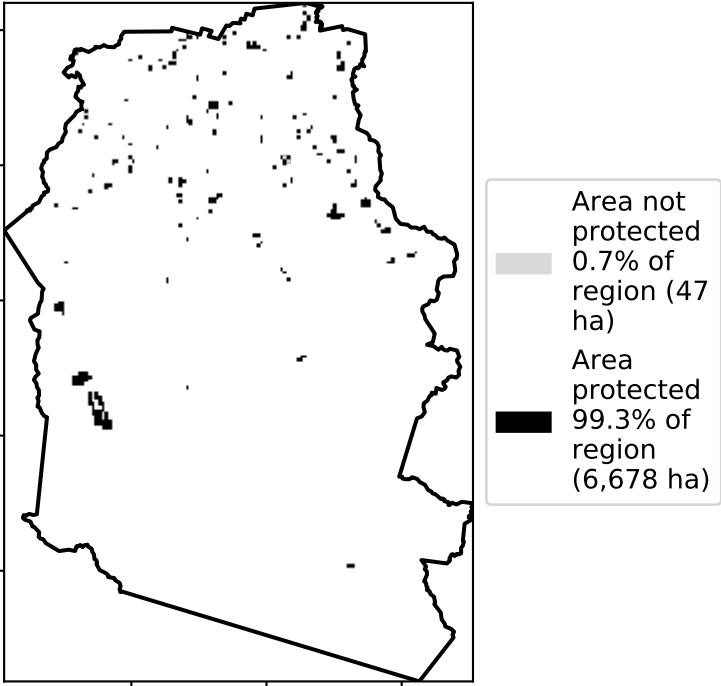 Area not
protected
0.7% of
region (47
ha)
Area
protected
99.3% of
region
(6,678 ha)